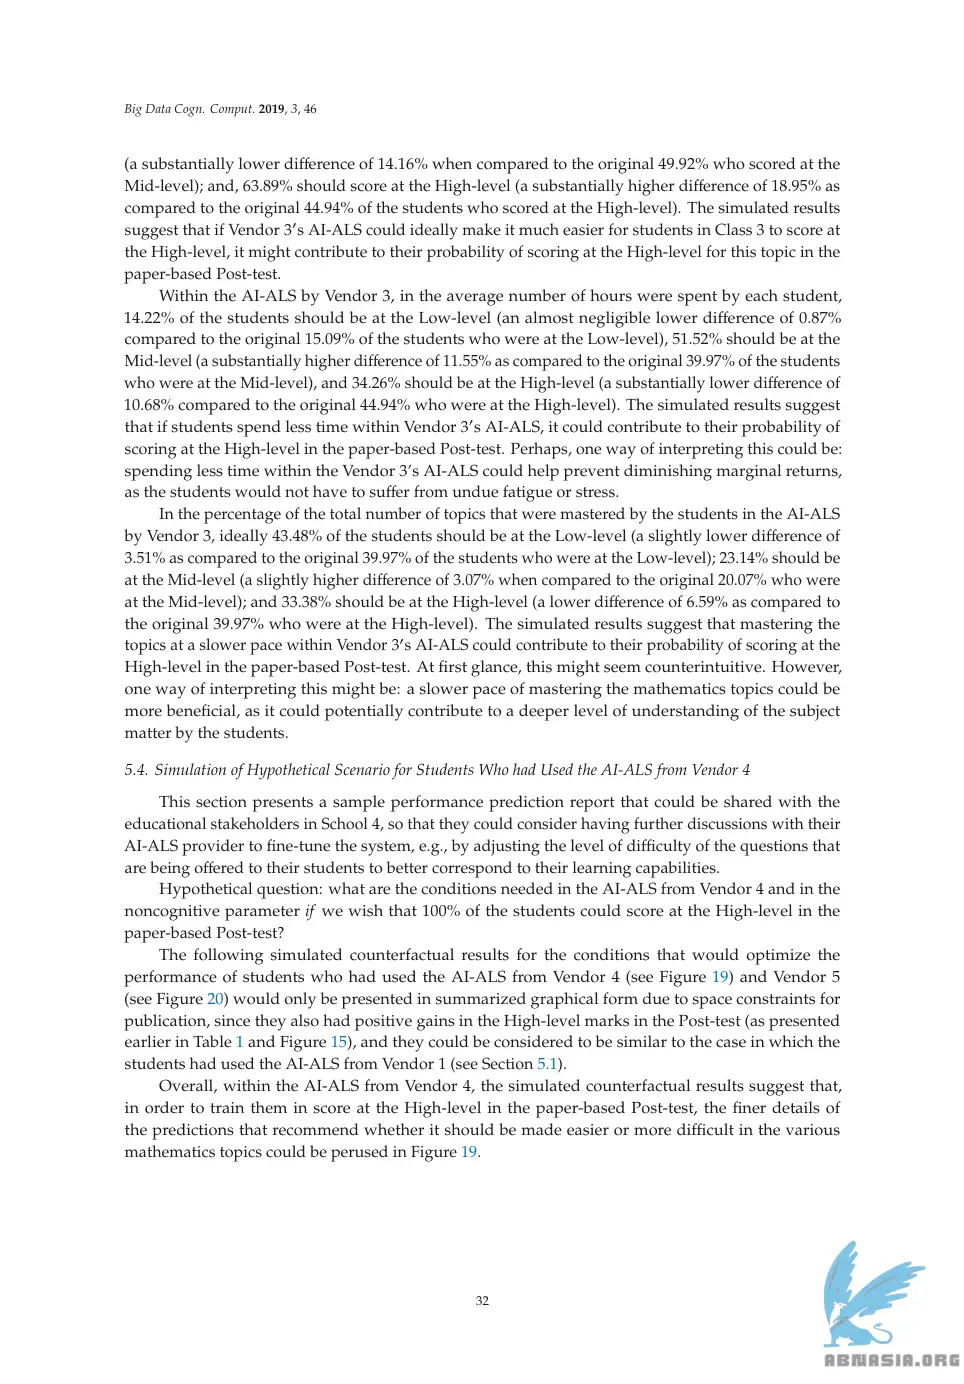 Big Data Cogn. Comput. 2019, 3, 46
(a substantially lower difference of 14.16% when compared to the original 49.92% who scored at the
Mid-level); and, 63.89% should score at the High-level (a substantially higher difference of 18.95% as
compared to the original 44.94% of the students who scored at the High-level). The simulated results
suggest that if Vendor 3′s AI-ALS could ideally make it much easier for students in Class 3 to score at
the High-level, it might contribute to their probability of scoring at the High-level for this topic in the
paper-based Post-test.
Within the AI-ALS by Vendor 3, in the average number of hours were spent by each student,
14.22% of the students should be at the Low-level (an almost negligible lower difference of 0.87%
compared to the original 15.09% of the students who were at the Low-level), 51.52% should be at the
Mid-level (a substantially higher difference of 11.55% as compared to the original 39.97% of the students
who were at the Mid-level), and 34.26% should be at the High-level (a substantially lower difference of
10.68% compared to the original 44.94% who were at the High-level). The simulated results suggest
that if students spend less time within Vendor 3′s AI-ALS, it could contribute to their probability of
scoring at the High-level in the paper-based Post-test. Perhaps, one way of interpreting this could be:
spending less time within the Vendor 3’s AI-ALS could help prevent diminishing marginal returns,
as the students would not have to suffer from undue fatigue or stress.
In the percentage of the total number of topics that were mastered by the students in the AI-ALS
by Vendor 3, ideally 43.48% of the students should be at the Low-level (a slightly lower difference of
3.51% as compared to the original 39.97% of the students who were at the Low-level); 23.14% should be
at the Mid-level (a slightly higher difference of 3.07% when compared to the original 20.07% who were
at the Mid-level); and 33.38% should be at the High-level (a lower difference of 6.59% as compared to
the original 39.97% who were at the High-level). The simulated results suggest that mastering the
topics at a slower pace within Vendor 3′s AI-ALS could contribute to their probability of scoring at the
High-level in the paper-based Post-test. At first glance, this might seem counterintuitive. However,
one way of interpreting this might be: a slower pace of mastering the mathematics topics could be
more beneficial, as it could potentially contribute to a deeper level of understanding of the subject
matter by the students.
5.4. Simulation of Hypothetical Scenario for Students Who had Used the AI-ALS from Vendor 4
This section presents a sample performance prediction report that could be shared with the
educational stakeholders in School 4, so that they could consider having further discussions with their
AI-ALS provider to fine-tune the system, e.g., by adjusting the level of difficulty of the questions that
are being offered to their students to better correspond to their learning capabilities.
Hypothetical question: what are the conditions needed in the AI-ALS from Vendor 4 and in the
noncognitive parameter if we wish that 100% of the students could score at the High-level in the
paper-based Post-test?
The following simulated counterfactual results for the conditions that would optimize the
performance of students who had used the AI-ALS from Vendor 4 (see Figure 19) and Vendor 5
(see Figure 20) would only be presented in summarized graphical form due to space constraints for
publication, since they also had positive gains in the High-level marks in the Post-test (as presented
earlier in Table 1 and Figure 15), and they could be considered to be similar to the case in which the
students had used the AI-ALS from Vendor 1 (see Section 5.1).
Overall, within the AI-ALS from Vendor 4, the simulated counterfactual results suggest that,
in order to train them in score at the High-level in the paper-based Post-test, the finer details of
the predictions that recommend whether it should be made easier or more difficult in the various
mathematics topics could be perused in Figure 19.
32
ABNASIA.ORG